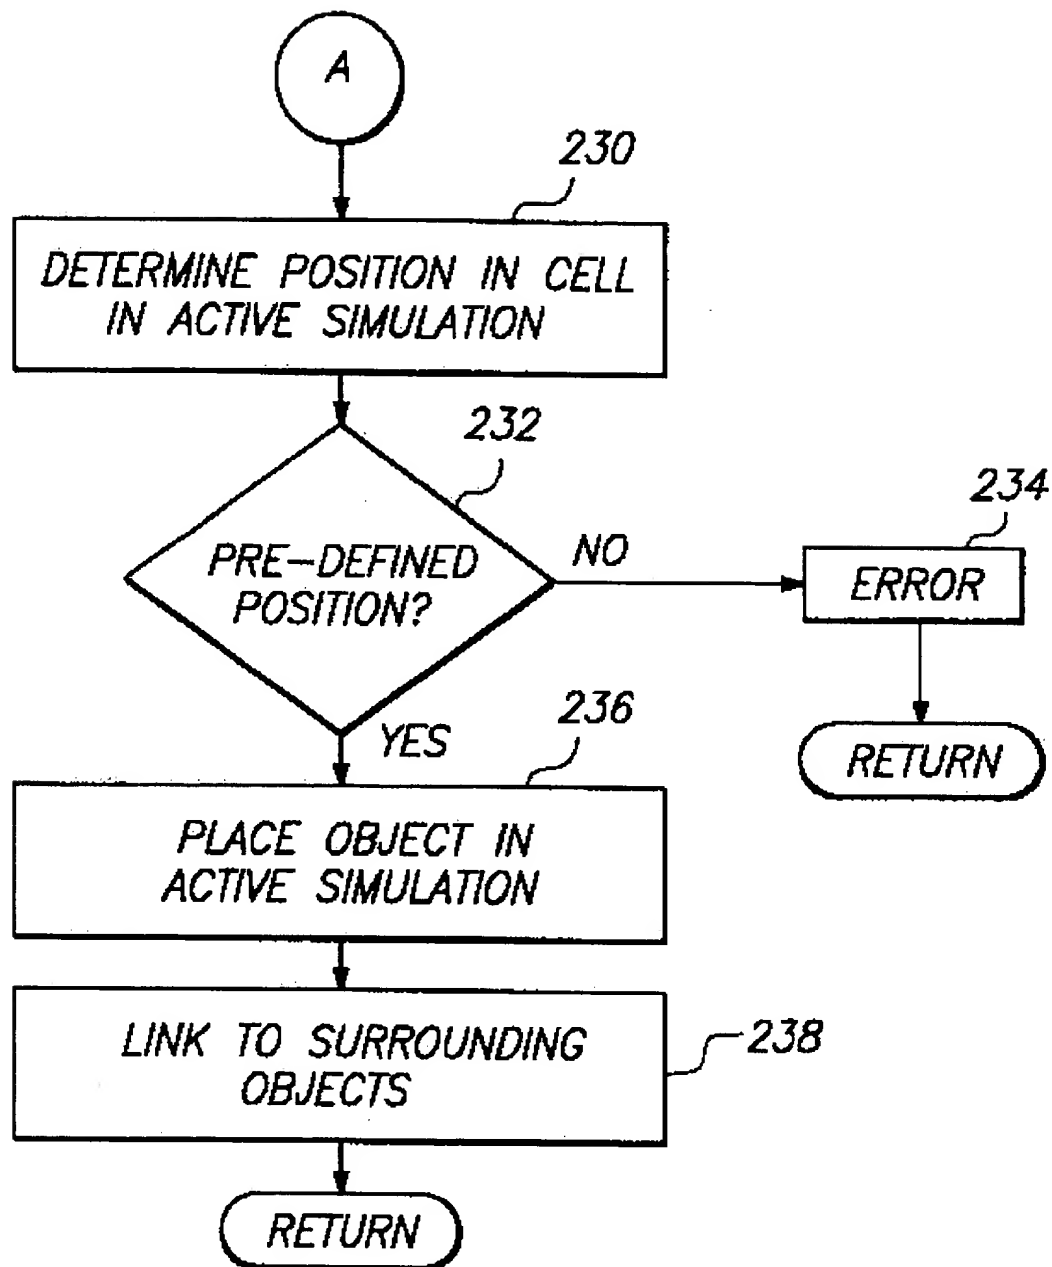 A
230
DETERMINE POSITION IN CELL
IN ACTIVE SIMULATION
232
PRE-DEFINED
POSITION?
NO
234
ERROR
RETURN
YES
236
PLACE OBJECT IN
ACTIVE SIMULATION
LINK TO SURROUNDING
OBJECTS
238
RETURN